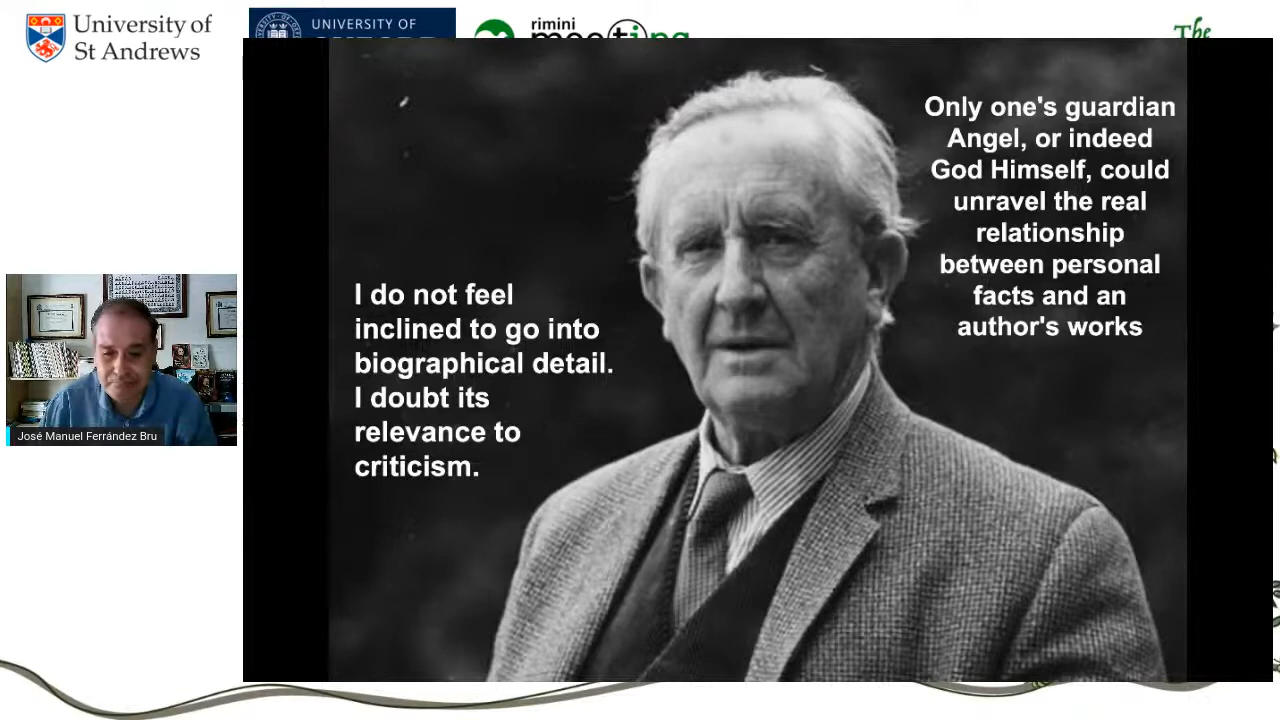 University of
St Andrews
UNIVERSITY OF
rimini
meeting
The
Only one's guardian
Angel, or indeed
God Himself, could
unravel the real
relationship
between personal
facts and an
author's works
I do not feel
inclined to go into
biographical detail.
I doubt its
relevance to
criticism.
José Manuel Ferrández Bru